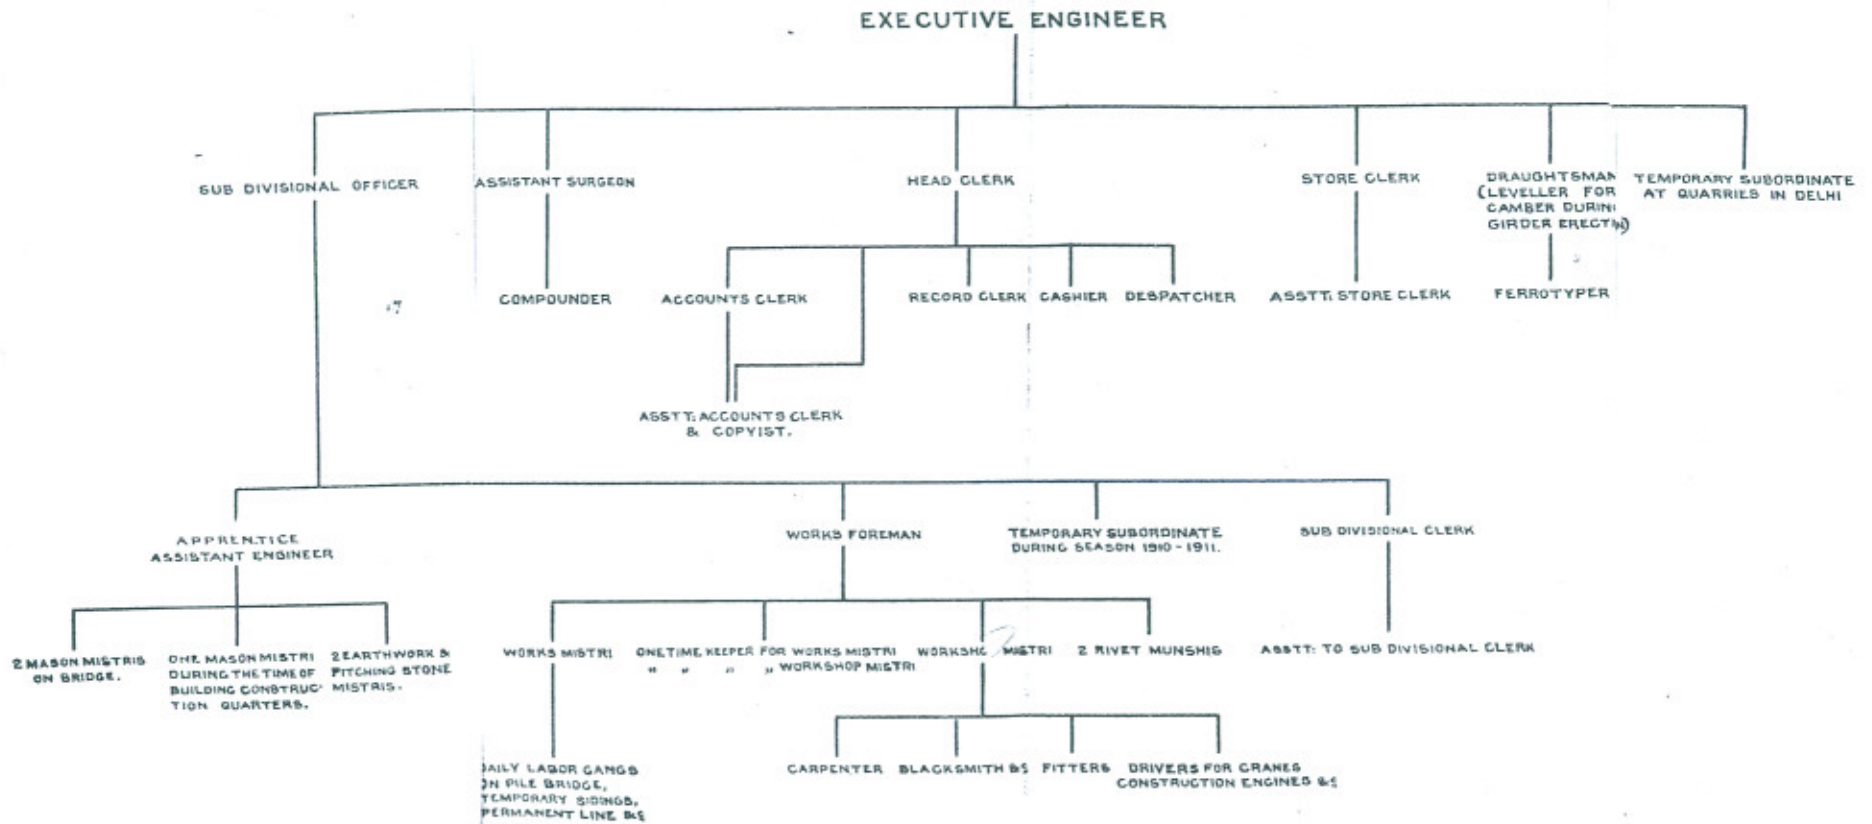 EXECUTIVE ENGINEER
SUB DIVISIONAL OFFICER
ASSISTANT SURGEON
HEAD CLERK
STORE CLERK
DRAUGHTSMAN
(LEVELLER FOR
CAMBER DURIN
GIRDER ERECTN)
TEMPORARY SUBORDINATE
AT QUARRIES IN DELHI
COMPOUNDER
ACCOUNTS CLERK
RECORD CLERK
CASHIER
DESPATCHER
ASSTT: STORE CLERK
FERROTYPER
ASSTT: ACCOUNTS CLERK
& COPYIST.
APPRENTICE
ASSISTANT ENGINEER
WORKS FOREMAN
TEMPORARY SUBORDINATE
DURING SEASON 1910-1911.
SUB DIVISIONAL CLERK
2 MASON MISTRIS
ON BRIDGE.
ONE MASON MISTRI
DURING THE TIME OF
BUILDING CONSTRUC-
TION QUARTERS.
2 EARTHWORK &
PITCHING STONE
MISTRIS.
WORKS MISTRI
ONE TIME KEEPER FOR WORKS MISTRI
" " " " WORKSHOP MISTRI
MISTRI
2 RIVET MUNSHIS
ASSTT: TO SUB DIVISIONAL CLERK
AILY LABOR GANGS
ON PILE BRIDGE,
TEMPORARY SIDINGS,
PERMANENT LINE &c
CARPENTER
BLACKSMITH &c
FITTERS
DRIVERS FOR CRANES
CONSTRUCTION ENGINES &c